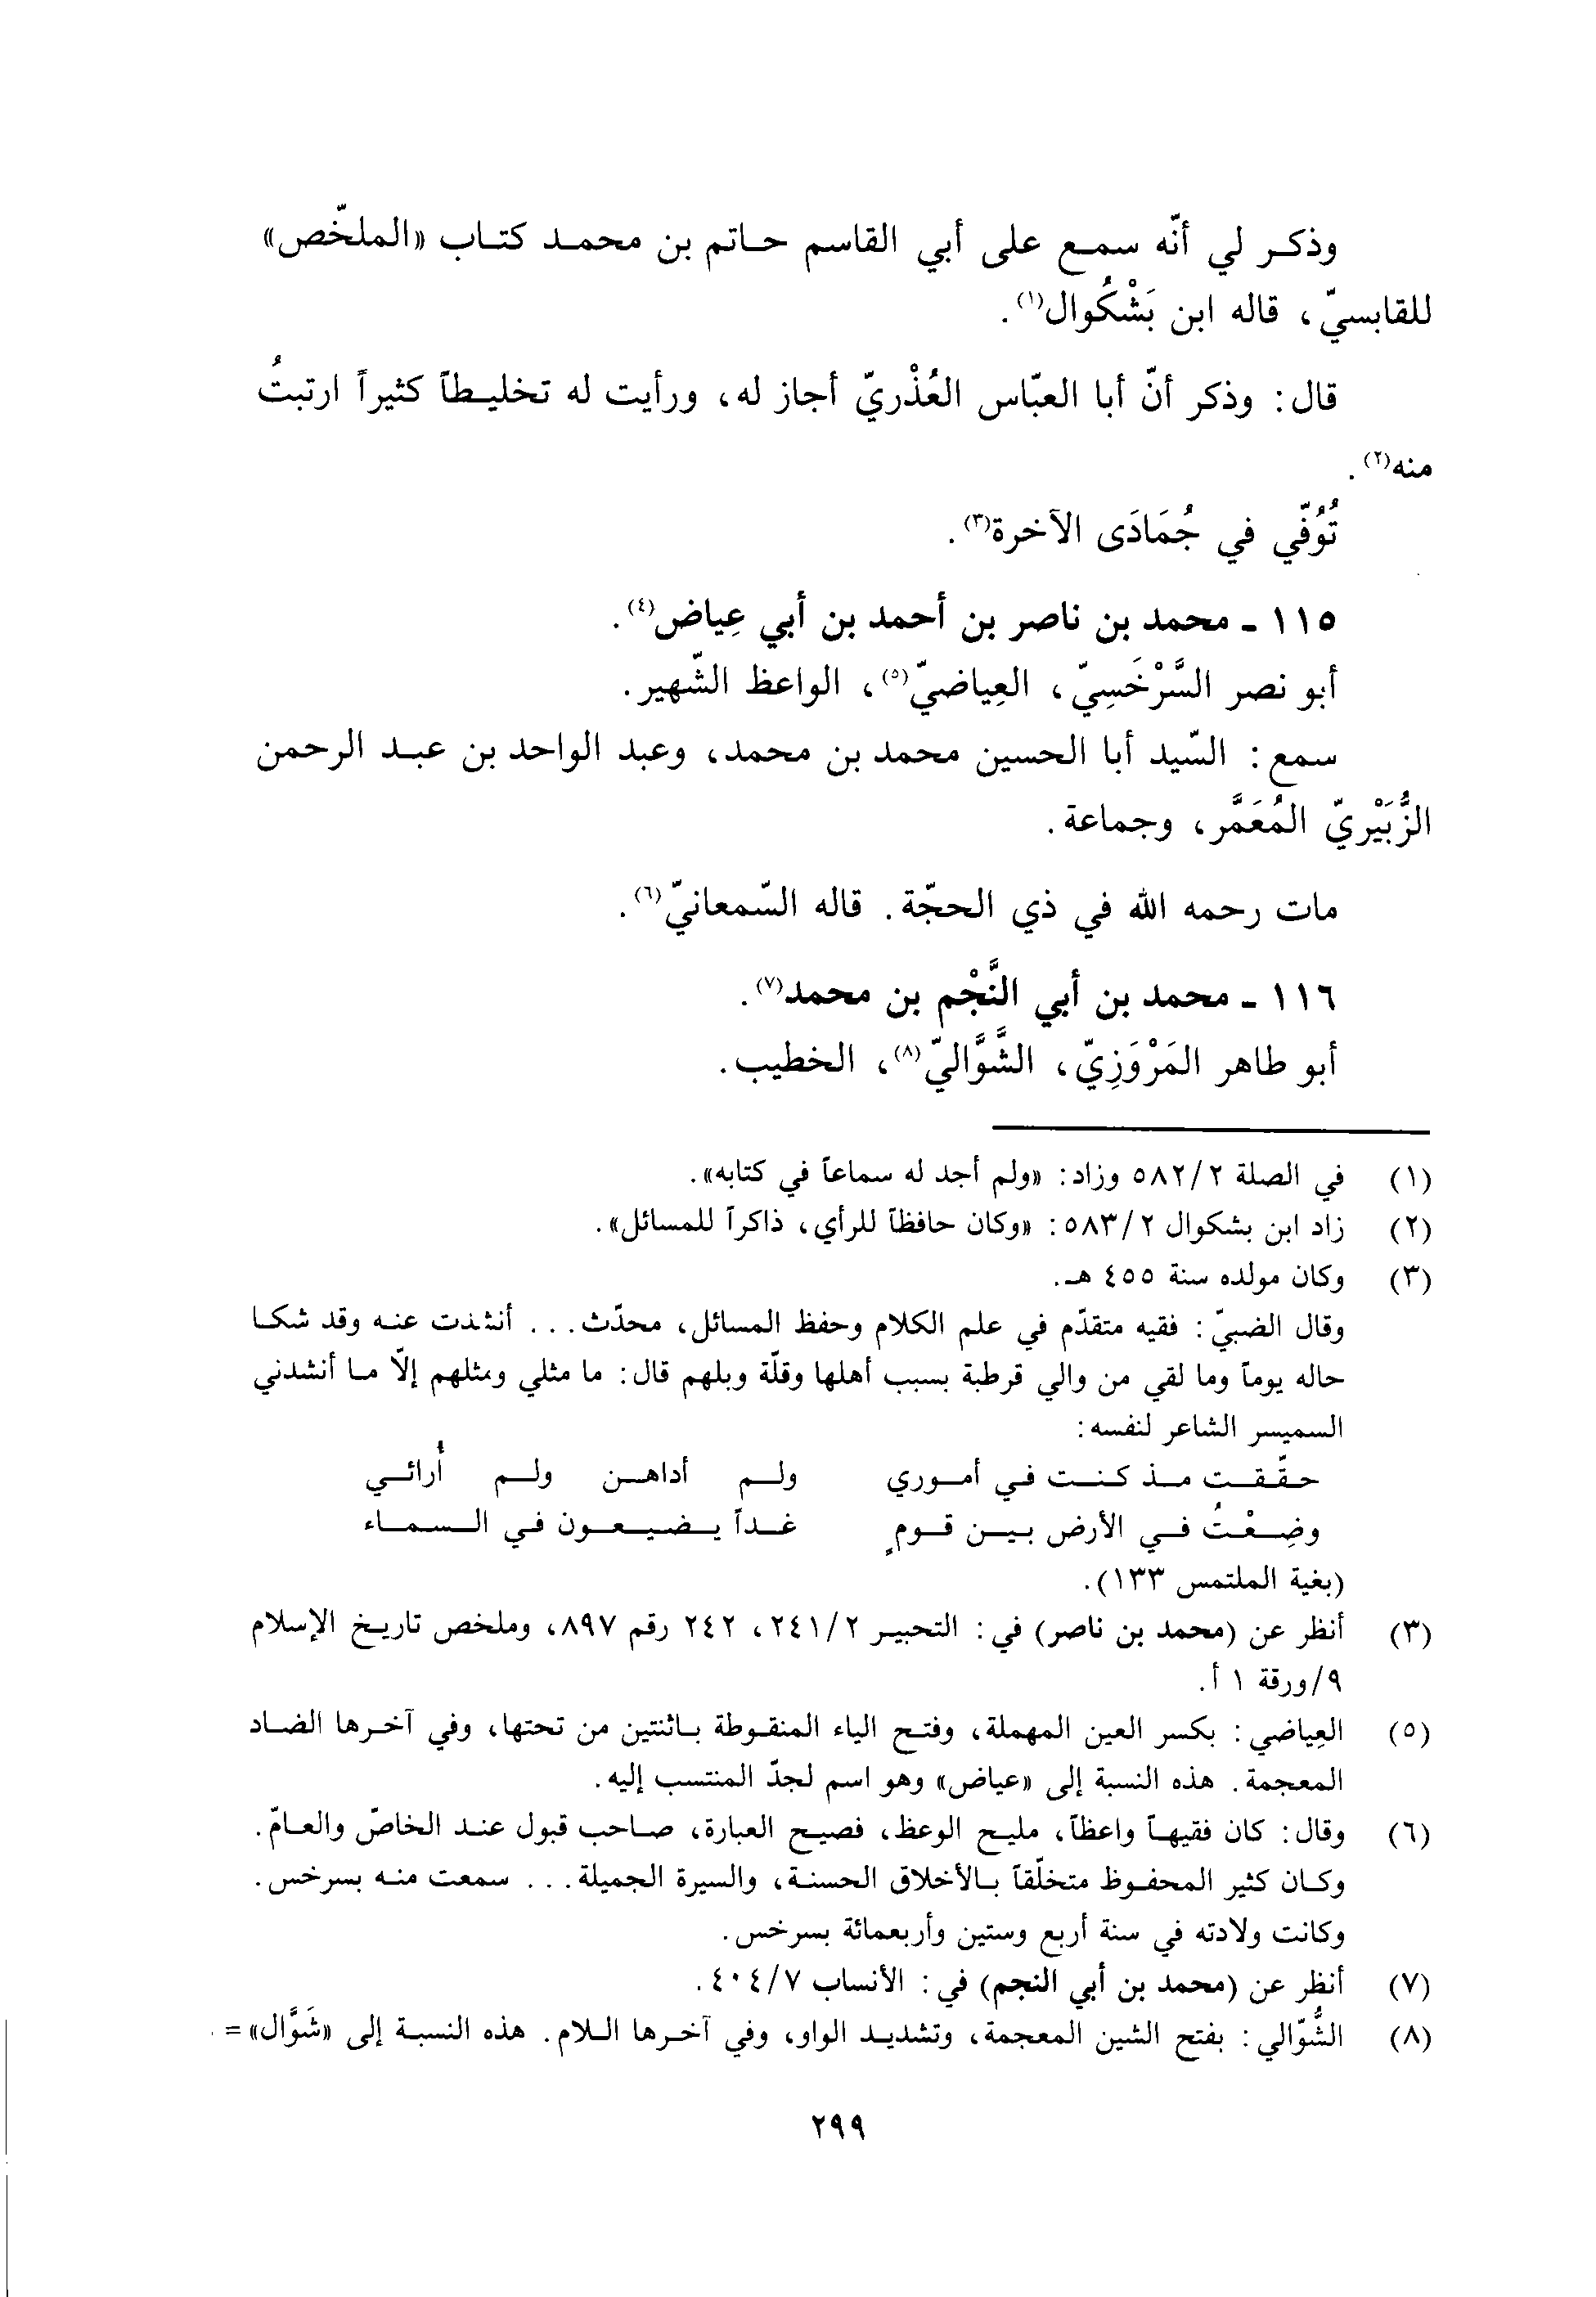 وذكر لي أنّه سمع على أبي القاسم حاتم بن محمد كتاب «الملخّص»
للقابسيّ، قاله ابن بَشْكُوال(١).
قال: وذكر أنّ أبا العبّاس العُذْريّ أجاز له، ورأيت له تخليطاً كثيراً ارتبتُ
منه(٢).
تُوُفّي في جُمَادَى الآخرة(٣).
١١٥ - محمد بن ناصر بن أحمد بن أبي عِياض(٤).
أبو نصر السَّرْخَسِيّ، العِياضيّ(٥)، الواعظ الشّهير.
سمع: السّيد أبا الحسين محمد بن محمد، وعبد الواحد بن عبد الرحمن
الزُّبَيْريّ المُعَمَّر، وجماعة.
مات رحمه الله في ذي الحجّة. قاله السّمعانيّ(٦).
١١٦ - محمد بن أبي النَّجْم بن محمد(٧).
أبو طاهر المَرْوَزِيّ، الشَّوَّاليّ(٨)، الخطيب.
(١) في الصلة ٥٨٢/٢ وزاد: «ولم أجد له سماعاً في كتابه».
(٢) زاد ابن بشكوال ٥٨٣/٢: «وكان حافظاً للرأي، ذاكراً للمسائل».
(٣) وكان مولده سنة ٤٥٥ هـ.
وقال الضبيّ: فقيه متقدّم في علم الكلام وحفظ المسائل، محدّث... أنشدت عنه وقد شكا
حاله يوماً وما لقي من والي قرطبة بسبب أهلها وقلّة وبلهم قال: ما مثلي ومثلهم إلّا ما أنشدني
السميسر الشاعر لنفسه:
حقّقت مذ كنت في أموري ولم أداهن ولم أُرائي
وضِعْتُ في الأرض بين قومٍ غداً يضيعون في السماء
(بغية الملتمس ١٣٣).
(٣) أنظر عن (محمد بن ناصر) في: التحبير ٢٤١/٢، ٢٤٢ رقم ٨٩٧، وملخص تاريخ الإسلام
٩/ورقة ١ أ.
(٥) العِياضي: بكسر العين المهملة، وفتح الياء المنقوطة باثنتين من تحتها، وفي آخرها الضاد
المعجمة. هذه النسبة إلى «عياض» وهو اسم لجدّ المنتسب إليه.
(٦) وقال: كان فقيهاً واعظاً، مليح الوعظ، فصيح العبارة، صاحب قبول عند الخاصّ والعامّ.
وكان كثير المحفوظ متخلّقاً بالأخلاق الحسنة، والسيرة الجميلة... سمعت منه بسرخس.
وكانت ولادته في سنة أربع وستين وأربعمائة بسرخس.
(٧) أنظر عن (محمد بن أبي النجم) في: الأنساب ٤٠٤/٧.
(٨) الشُّوّالي: بفتح الشين المعجمة، وتشديد الواو، وفي آخرها اللام. هذه النسبة إلى «شَوَّال» =
٢٩٩